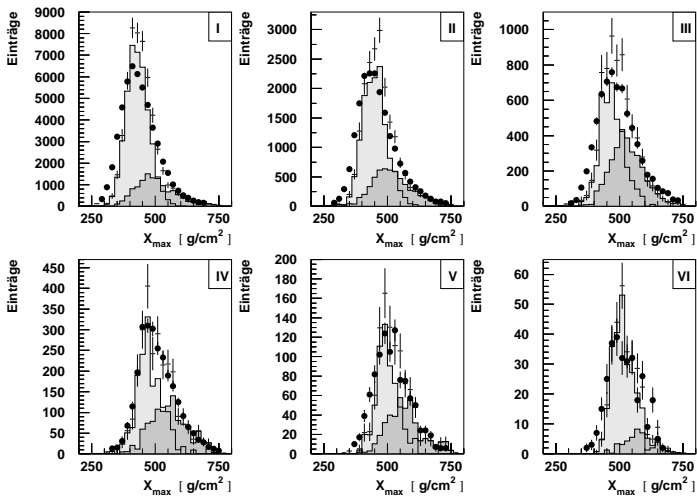 Einträge
I
9000
8000
7000
6000
5000
4000
3000
2000
1000
0
250 500 750
Xmax [ g/cm2 ]
Einträge
II
3000
2500
2000
1500
1000
500
0
250 500 750
Xmax [ g/cm2 ]
Einträge
III
1000
800
600
400
200
0
250 500 750
Xmax [ g/cm2 ]
Einträge
IV
450
400
350
300
250
200
150
100
50
0
250 500 750
Xmax [ g/cm2 ]
Einträge
V
200
180
160
140
120
100
80
60
40
20
0
250 500 750
Xmax [ g/cm2 ]
Einträge
VI
60
50
40
30
20
10
0
250 500 750
Xmax [ g/cm2 ]